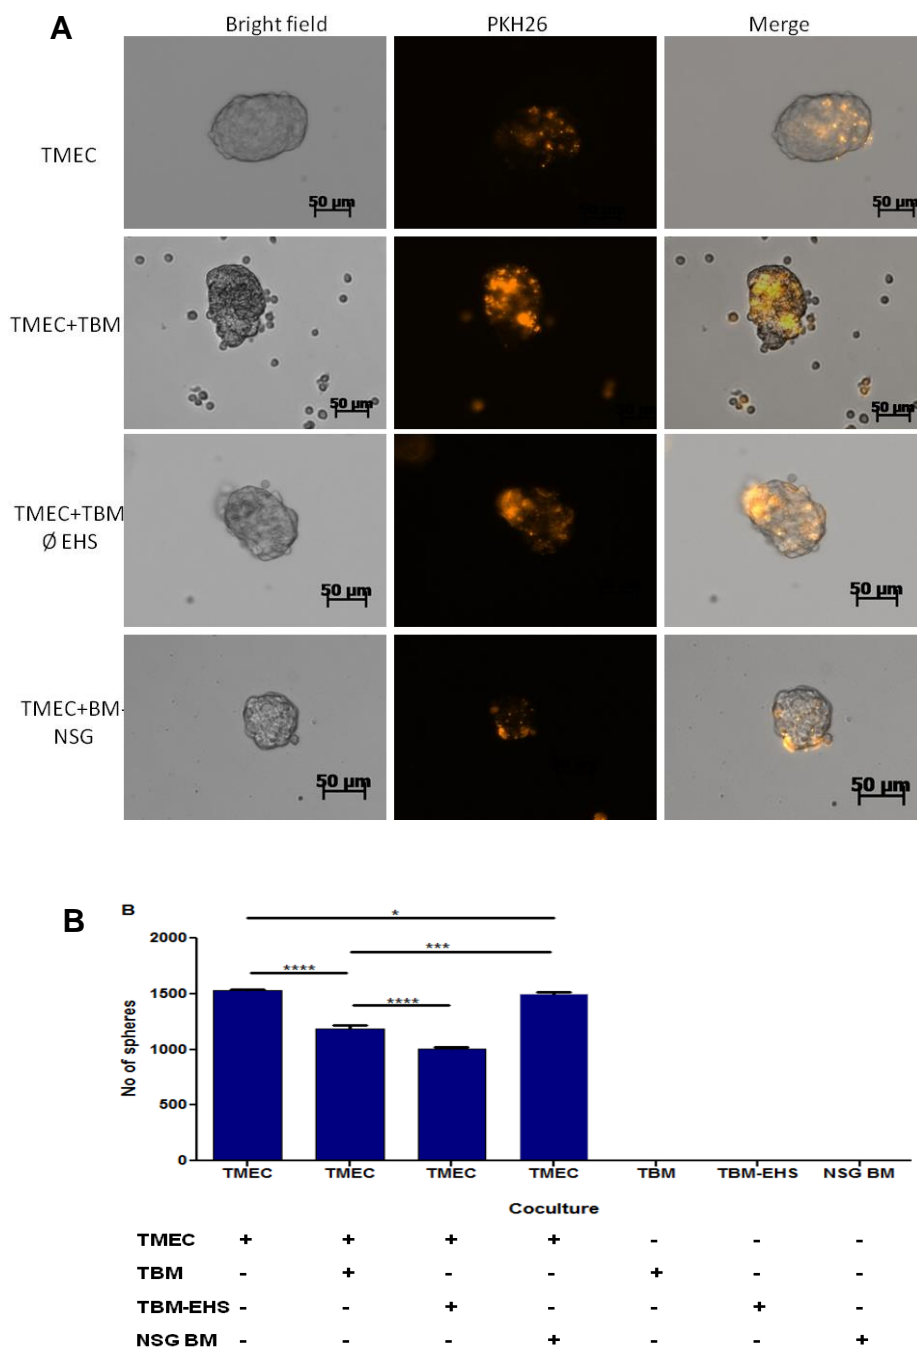 A
Bright field PKH26 Merge
TMEC
50 µm 50 µm
TMEC+TBM
50 µm 50 µm
TMEC+TBM
Ø EHS
50 µm 50 µm
TMEC+BM-
NSG
50 µm 50 µm
B
B
*
***
****
****
2000
1500
1000
500
0
No of spheres
TMEC TMEC TMEC TMEC TBM TBM-EHS NSG BM
Coculture
TMEC + + + + - - -
TBM - + - - + - -
TBM-EHS - - + - - + -
NSG BM - - - + - - +